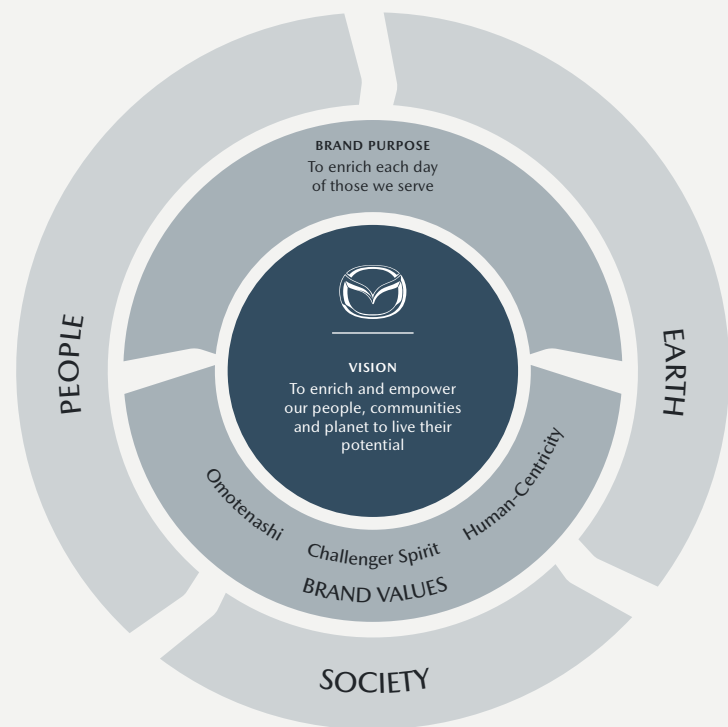 BRAND PURPOSE
To enrich each day
of those we serve
VISION
To enrich and empower
our people, communities
and planet to live their
potential
PEOPLE
EARTH
Omotenashi
Challenger Spirit
Human-Centricity
BRAND VALUES
SOCIETY